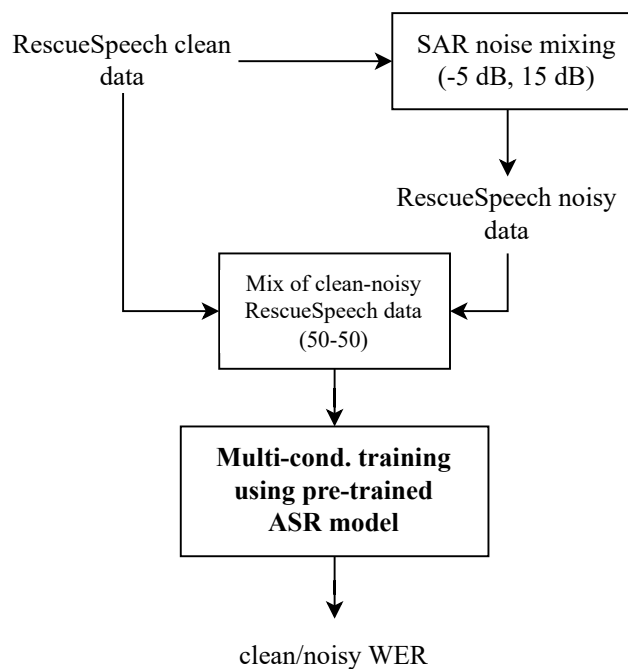 RescueSpeech clean
data
SAR noise mixing
(-5 dB, 15 dB)
RescueSpeech noisy
data
Mix of clean-noisy
RescueSpeech data
(50-50)
Multi-cond. training
using pre-trained
ASR model
clean/noisy WER